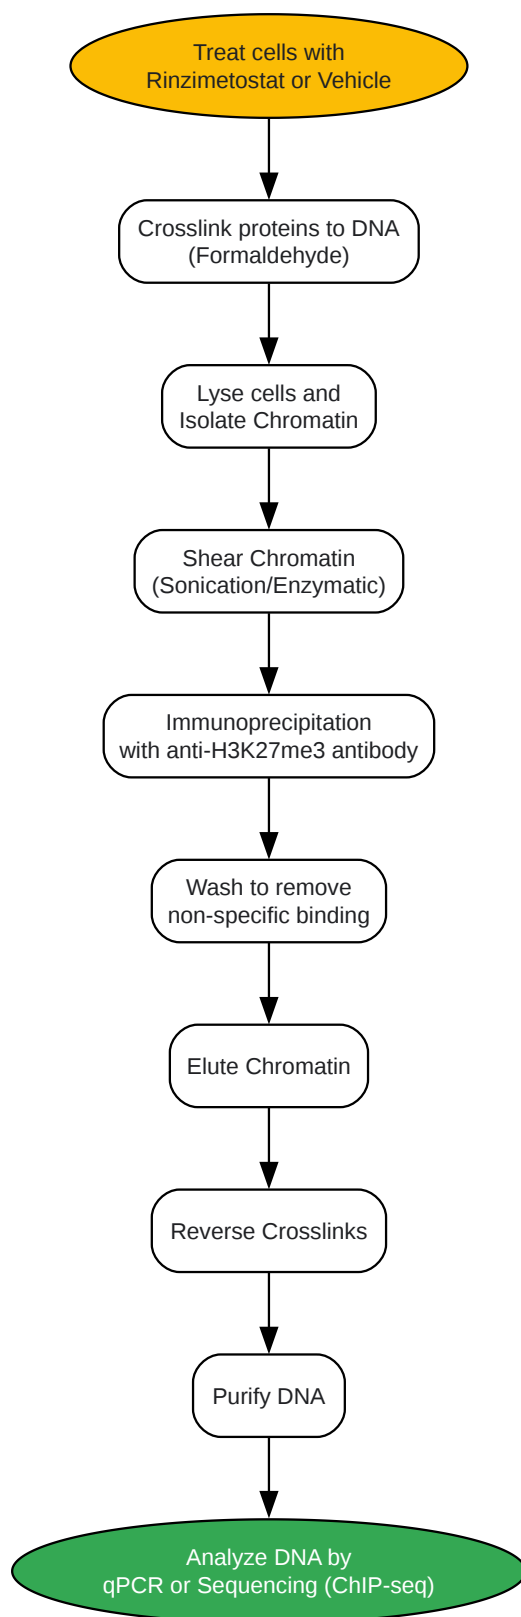 Treat cells with
Rinzimetostat or Vehicle
Crosslink proteins to DNA
(Formaldehyde)
Lyse cells and
Isolate Chromatin
Shear Chromatin
(Sonication/Enzymatic)
Immunoprecipitation
with anti-H3K27me3 antibody
Wash to remove
non-specific binding
Elute Chromatin
Reverse Crosslinks
Purify DNA
Analyze DNA by
qPCR or Sequencing (ChIP-seq)